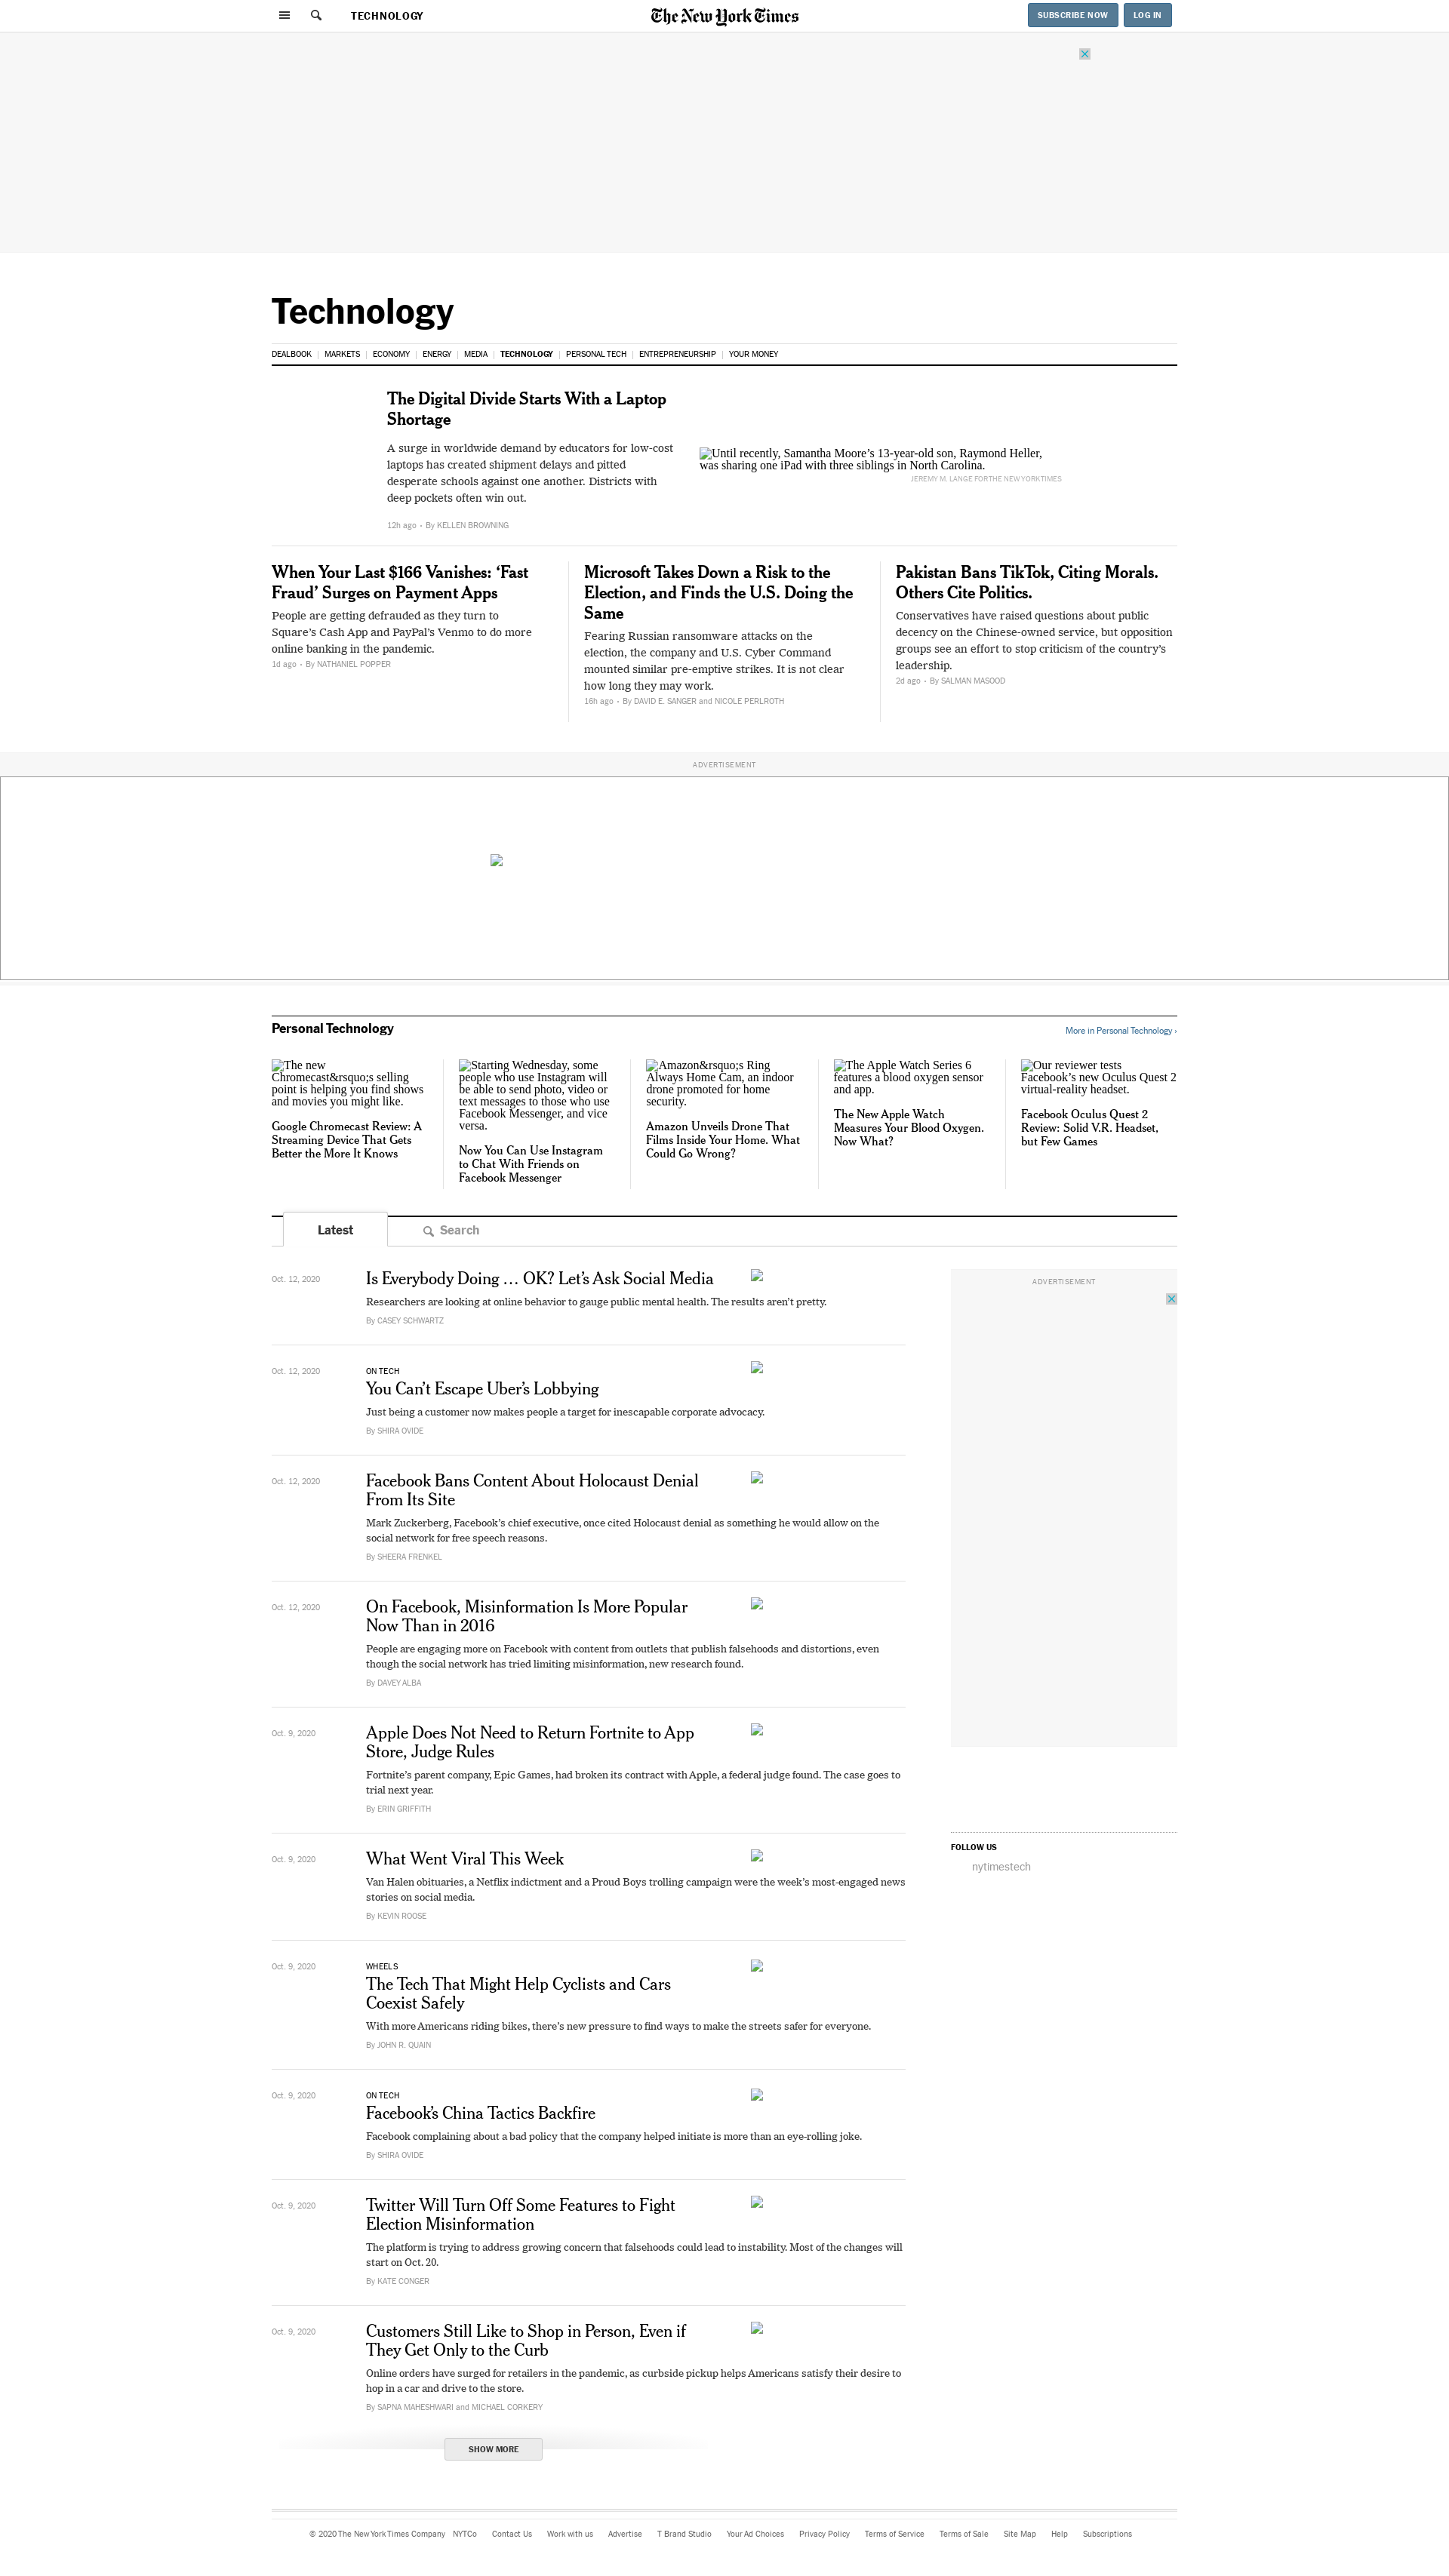 TECHNOLOGY
The New York Times
SUBSCRIBE NOW
LOG IN
Technology
DEALBOOK | MARKETS | ECONOMY | ENERGY | MEDIA | TECHNOLOGY | PERSONAL TECH | ENTREPRENEURSHIP | YOUR MONEY
The Digital Divide Starts With a Laptop
Shortage
A surge in worldwide demand by educators for low-cost
laptops has created shipment delays and pitted
desperate schools against one another. Districts with
deep pockets often win out.
12h ago • By KELLEN BROWNING
Until recently, Samantha Moore’s 13-year-old son, Raymond Heller,
was sharing one iPad with three siblings in North Carolina.
JEREMY M. LANGE FOR THE NEW YORK TIMES
When Your Last $166 Vanishes: ‘Fast
Fraud’ Surges on Payment Apps
People are getting defrauded as they turn to
Square’s Cash App and PayPal’s Venmo to do more
online banking in the pandemic.
1d ago • By NATHANIEL POPPER
Microsoft Takes Down a Risk to the
Election, and Finds the U.S. Doing the
Same
Fearing Russian ransomware attacks on the
election, the company and U.S. Cyber Command
mounted similar pre-emptive strikes. It is not clear
how long they may work.
16h ago • By DAVID E. SANGER and NICOLE PERLROTH
Pakistan Bans TikTok, Citing Morals.
Others Cite Politics.
Conservatives have raised questions about public
decency on the Chinese-owned service, but opposition
groups see an effort to stop criticism of the country’s
leadership.
2d ago • By SALMAN MASOOD
ADVERTISEMENT
Personal Technology
More in Personal Technology ›
The new
Chromecast&rsquo;s selling
point is helping you find shows
and movies you might like.
Google Chromecast Review: A
Streaming Device That Gets
Better the More It Knows
Starting Wednesday, some
people who use Instagram will
be able to send photo, video or
text messages to those who use
Facebook Messenger, and vice
versa.
Now You Can Use Instagram
to Chat With Friends on
Facebook Messenger
Amazon&rsquo;s Ring
Always Home Cam, an indoor
drone promoted for home
security.
Amazon Unveils Drone That
Films Inside Your Home. What
Could Go Wrong?
The Apple Watch Series 6
features a blood oxygen sensor
and app.
The New Apple Watch
Measures Your Blood Oxygen.
Now What?
Our reviewer tests
Facebook’s new Oculus Quest 2
virtual-reality headset.
Facebook Oculus Quest 2
Review: Solid V.R. Headset,
but Few Games
Latest
Search
Oct. 12, 2020
Is Everybody Doing … OK? Let’s Ask Social Media
Researchers are looking at online behavior to gauge public mental health. The results aren’t pretty.
By CASEY SCHWARTZ
ADVERTISEMENT
Oct. 12, 2020
ON TECH
You Can’t Escape Uber’s Lobbying
Just being a customer now makes people a target for inescapable corporate advocacy.
By SHIRA OVIDE
Oct. 12, 2020
Facebook Bans Content About Holocaust Denial
From Its Site
Mark Zuckerberg, Facebook’s chief executive, once cited Holocaust denial as something he would allow on the
social network for free speech reasons.
By SHEERA FRENKEL
Oct. 12, 2020
On Facebook, Misinformation Is More Popular
Now Than in 2016
People are engaging more on Facebook with content from outlets that publish falsehoods and distortions, even
though the social network has tried limiting misinformation, new research found.
By DAVEY ALBA
Oct. 9, 2020
Apple Does Not Need to Return Fortnite to App
Store, Judge Rules
Fortnite’s parent company, Epic Games, had broken its contract with Apple, a federal judge found. The case goes to
trial next year.
By ERIN GRIFFITH
FOLLOW US
nytimestech
Oct. 9, 2020
What Went Viral This Week
Van Halen obituaries, a Netflix indictment and a Proud Boys trolling campaign were the week’s most-engaged news
stories on social media.
By KEVIN ROOSE
Oct. 9, 2020
WHEELS
The Tech That Might Help Cyclists and Cars
Coexist Safely
With more Americans riding bikes, there’s new pressure to find ways to make the streets safer for everyone.
By JOHN R. QUAIN
Oct. 9, 2020
ON TECH
Facebook’s China Tactics Backfire
Facebook complaining about a bad policy that the company helped initiate is more than an eye-rolling joke.
By SHIRA OVIDE
Oct. 9, 2020
Twitter Will Turn Off Some Features to Fight
Election Misinformation
The platform is trying to address growing concern that falsehoods could lead to instability. Most of the changes will
start on Oct. 20.
By KATE CONGER
Oct. 9, 2020
Customers Still Like to Shop in Person, Even if
They Get Only to the Curb
Online orders have surged for retailers in the pandemic, as curbside pickup helps Americans satisfy their desire to
hop in a car and drive to the store.
By SAPNA MAHESHWARI and MICHAEL CORKERY
SHOW MORE
© 2020 The New York Times Company NYTCo Contact Us Work with us Advertise T Brand Studio Your Ad Choices Privacy Policy Terms of Service Terms of Sale Site Map Help Subscriptions